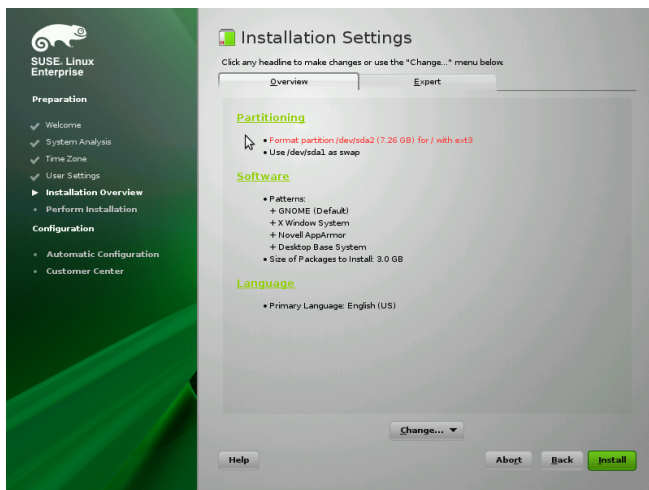 SUSE. Linux
Enterprise
Preparation
Welcome
System Analysis
Time Zone
User Settings
Installation Overview
Perform Installation
Configuration
Automatic Configuration
Customer Center
Installation Settings
Click any headline to make changes or use the "Change..." menu below.
Overview
Expert
Partitioning
• Format partition /dev/sda2 (7.26 GB) for / with ext3
• Use /dev/sda1 as swap
Software
• Patterns:
+ GNOME (Default)
+ X Window System
+ Novell AppArmor
+ Desktop Base System
• Size of Packages to Install: 3.0 GB
Language
• Primary Language: English (US)
Change...
Help
Abort
Back
Install